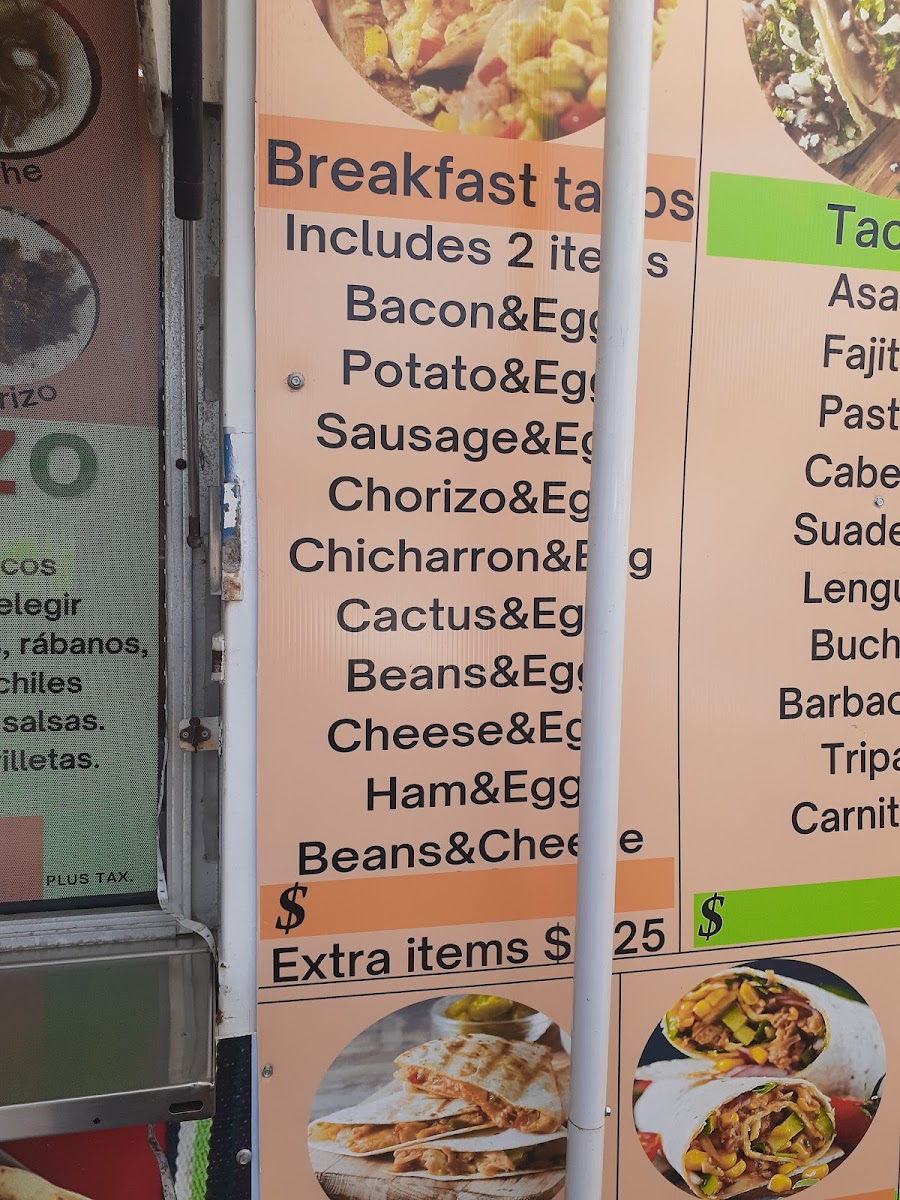 he
rizo
ZO
cos
elegir
, rábanos,
chiles
salsas.
villetas.
PLUS TAX.
Breakfast ta os
Includes 2 ite s
Bacon&Egg
Potato&Egg
Sausage&Eg
Chorizo&Eg
Chicharron&E g
Cactus&Eg
Beans&Egg
Cheese&Eg
Ham&Egg
Beans&Chee e
$
Extra items $ 25
Tac
Asa
Fajit
Past
Cabe
Suade
Lengu
Buch
Barbac
Tripa
Carnit
$